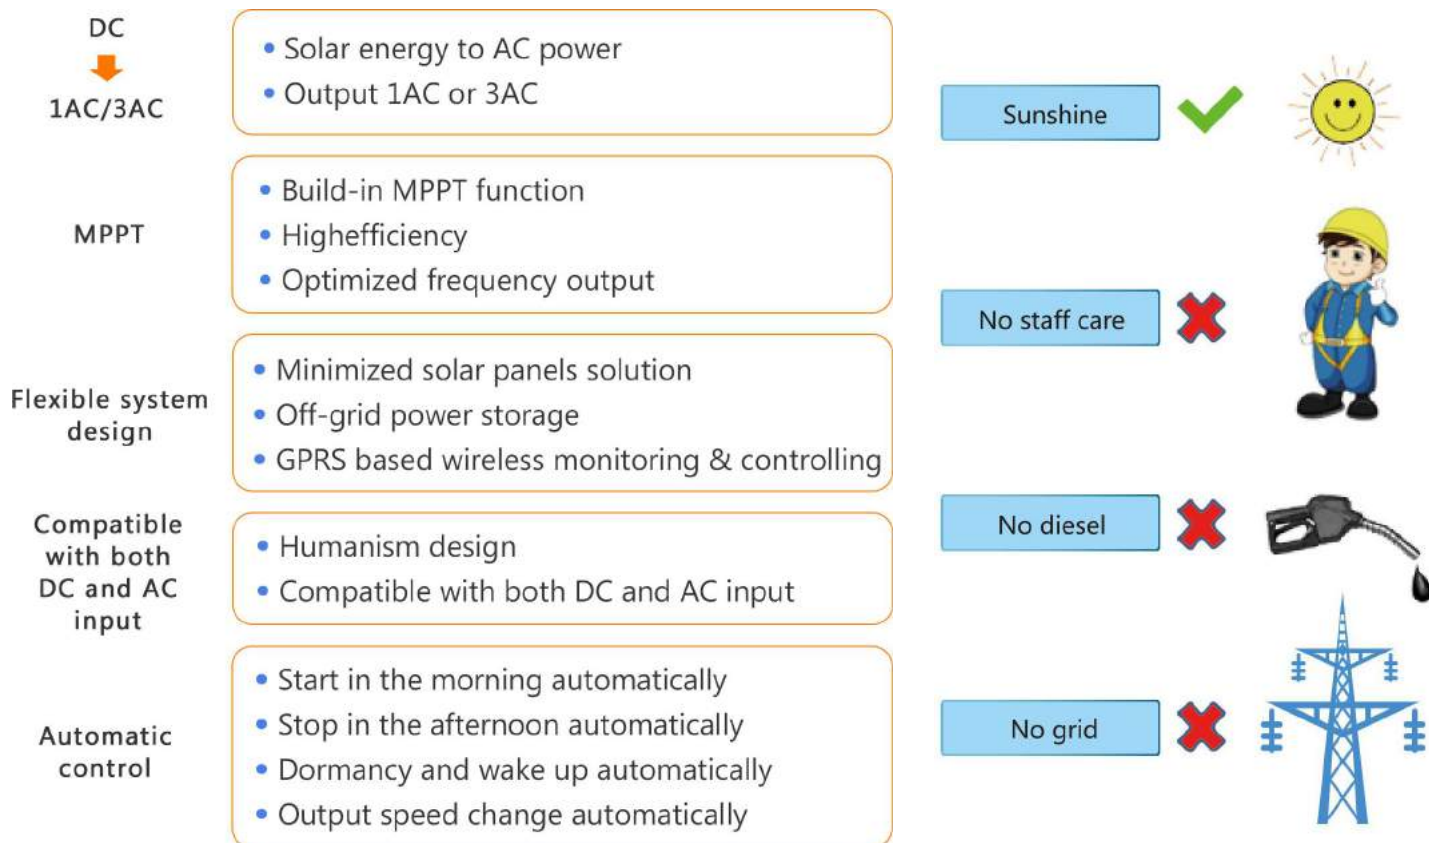 DC
1AC/3AC
Solar energy to AC power
Output 1AC or 3AC
MPPT
Build-in MPPT function
Highefficiency
Optimized frequency output
Flexible system
design
Minimized solar panels solution
Off-grid power storage
GPRS based wireless monitoring & controlling
Compatible
with both
DC and AC
input
Humanism design
Compatible with both DC and AC input
Automatic
control
Start in the morning automatically
Stop in the afternoon automatically
Dormancy and wake up automatically
Output speed change automatically
Sunshine
No staff care
No diesel
No grid